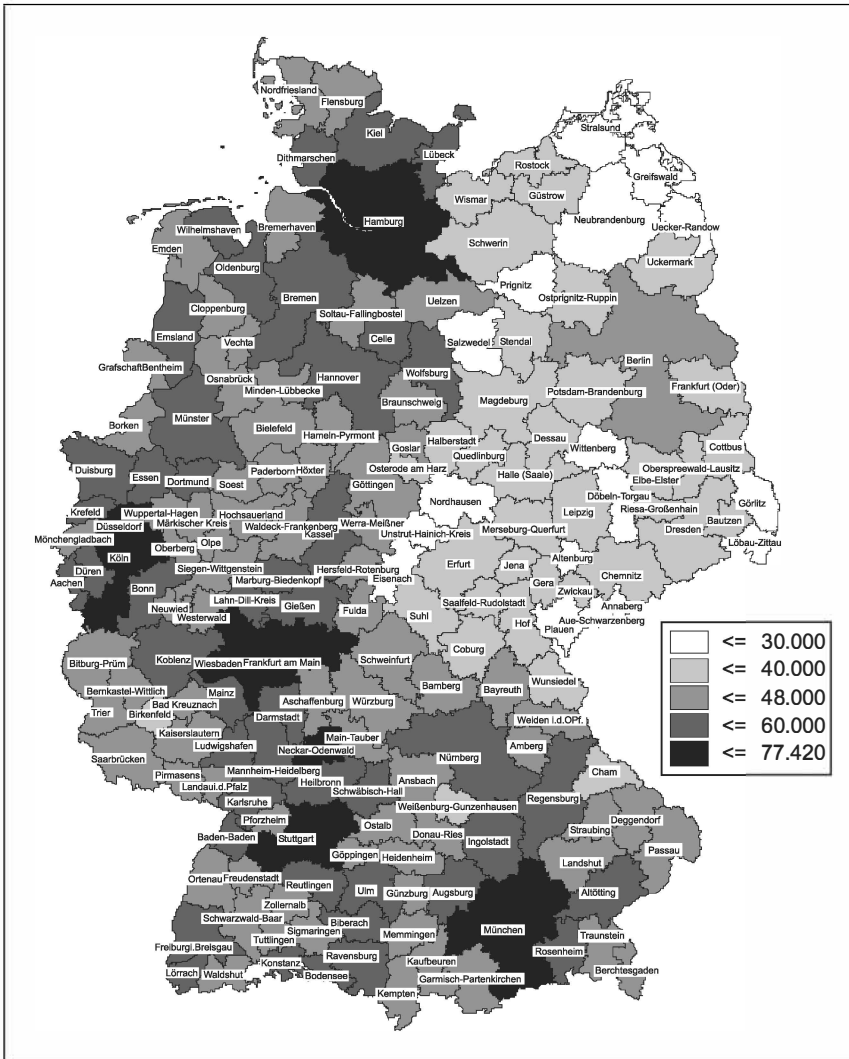 Nordfriesland
Flensburg
Stralsund
Kiel
Dithmarschen
Lübeck
Rostock
Greifswald
Wismar
Güstrow
Hamburg
Neubrandenburg
Bremerhaven
Uecker-Randow
Wilhelmshaven
Emden
Schwerin
Uckermark
Oldenburg
Prignitz
Ostprignitz-Ruppin
Bremen
Uelzen
Cloppenburg
Soltau-Fallingbostel
Emsland
Celle
Salzwedel
Stendal
Vechta
Berlin
GrafschaftBentheim
Wolfsburg
Osnabrück
Hannover
Frankfurt (Oder)
Minden-Lübbecke
Potsdam-Brandenburg
Braunschweig
Magdeburg
Münster
Borken
Bielefeld
Hameln-Pyrmont
Halberstadt
Dessau
Wittenberg
Cottbus
Goslar
Quedlinburg
Duisburg
Essen
Dortmund
Soest
Paderborn
Höxter
Osterode am Harz
Halle (Saale)
Oberspreewald-Lausitz
Elbe-Elster
Göttingen
Döbeln-Torgau
Nordhausen
Görlitz
Krefeld
Wuppertal-Hagen
Hochsauerland
Leipzig
Riesa-Großenhain
Düsseldorf
Märkischer Kreis
Waldeck-Frankenberg
Werra-Meißner
Bautzen
Mönchengladbach
Kassel
Unstrut-Hainich-Kreis
Merseburg-Querfurt
Dresden
Löbau-Zittau
Köln
Oberberg
Olpe
Altenburg
Düren
Siegen-Wittgenstein
Hersfeld-Rotenburg
Erfurt
Jena
Chemnitz
Aachen
Bonn
Marburg-Biedenkopf
Eisenach
Gera
Zwickau
Neuwied
Lahn-Dill-Kreis
Gießen
Fulda
Saalfeld-Rudolstadt
Annaberg
Westerwald
Suhl
Hof
Aue-Schwarzenberg
Plauen
Bitburg-Prüm
Koblenz
Wiesbaden
Frankfurt am Main
Schweinfurt
Coburg
Bernkastel-Wittlich
Mainz
Bamberg
Bayreuth
Wunsiedel
Bad Kreuznach
Aschaffenburg
Würzburg
Trier
Birkenfeld
Darmstadt
Weiden i.d.OPf.
Kaiserslautern
Main-Tauber
Ludwigshafen
Neckar-Odenwald
Amberg
Saarbrücken
Nürnberg
Pirmasens
Mannheim-Heidelberg
Cham
Landaui.d.Pfalz
Heilbronn
Ansbach
Schwäbisch-Hall
Regensburg
Karlsruhe
Weißenburg-Gunzenhausen
Pforzheim
Ostalb
Deggendorf
Baden-Baden
Stuttgart
Donau-Ries
Ingolstadt
Straubing
Göppingen
Heidenheim
Passau
Landshut
Ortenau
Freudenstadt
Reutlingen
Ulm
Günzburg
Augsburg
Altötting
Zollernalb
Schwarzwald-Baar
Biberach
Sigmaringen
Memmingen
München
Tuttlingen
Traunstein
Freiburgi.Breisgau
Ravensburg
Rosenheim
Konstanz
Kaufbeuren
Lörrach
Waldshut
Bodensee
Garmisch-Partenkirchen
Berchtesgaden
Kempten
<= 30.000
<= 40.000
<= 48.000
<= 60.000
<= 77.420